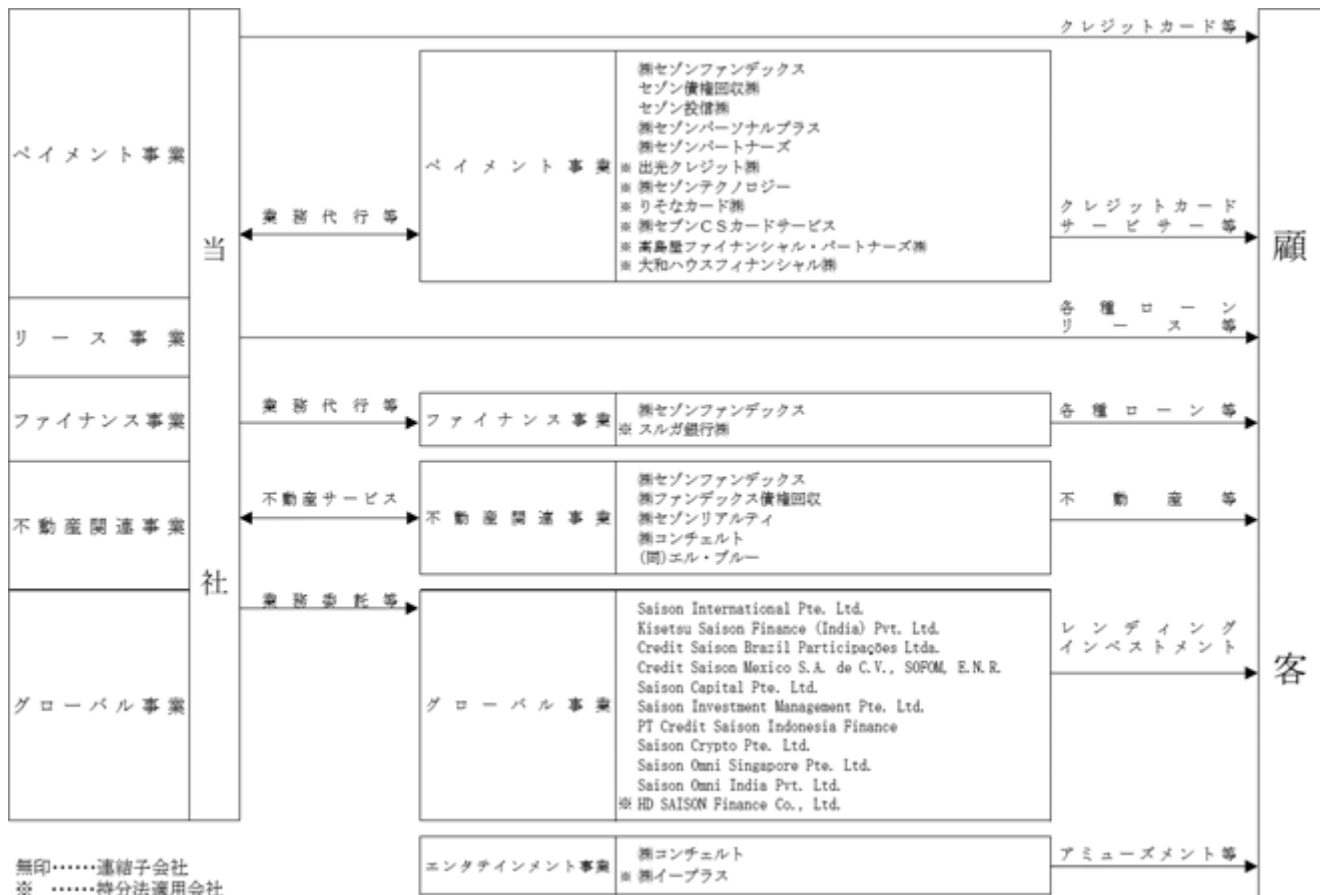 クレジットカード等
ペイメント事業
当
社
業務代行等
ペイメント事業
㈱セゾンファンデックス
セゾン債権回収㈱
セゾン投信㈱
㈱セゾンパーソナルプラス
㈱セゾンパートナーズ
※ 出光クレジット㈱
※ ㈱セゾンテクノロジー
※ りそなカード㈱
※ ㈱セブンCSカードサービス
※ 高島屋ファイナンシャル・パートナーズ㈱
※ 大和ハウスフィナンシャル㈱
クレジットカード
サービサー等
顧
客
リース事業
各種ローン
リース等
ファイナンス事業
業務代行等
ファイナンス事業
㈱セゾンファンデックス
※ スルガ銀行㈱
各種ローン等
不動産関連事業
不動産サービス
不動産関連事業
㈱セゾンファンデックス
㈱ファンデックス債権回収
㈱セゾンリアルティ
㈱コンチェルト
(同)エル・ブルー
不動産等
グローバル事業
業務委託等
グローバル事業
Saison International Pte. Ltd.
Kisetsu Saison Finance (India) Pvt. Ltd.
Credit Saison Brazil Participações Ltda.
Credit Saison Mexico S.A. de C.V., SOFOM, E.N.R.
Saison Capital Pte. Ltd.
Saison Investment Management Pte. Ltd.
PT Credit Saison Indonesia Finance
Saison Crypto Pte. Ltd.
Saison Omni Singapore Pte. Ltd.
Saison Omni India Pvt. Ltd.
※ HD SAISON Finance Co., Ltd.
レンディング
インベストメント
エンタテインメント事業
㈱コンチェルト
※ ㈱イープラス
アミューズメント等
無印……連結子会社
※ ……持分法適用会社